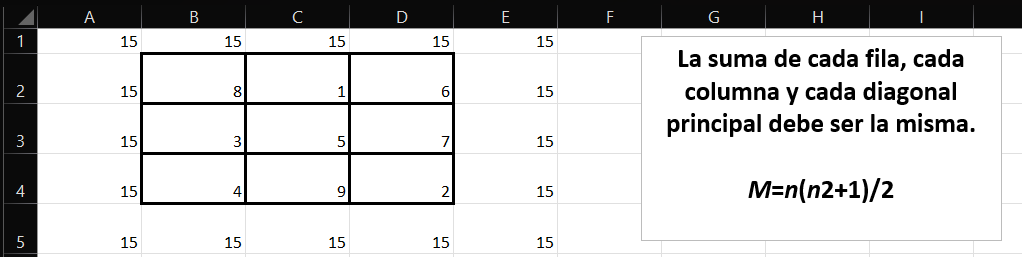 A B C D E F G H I
1 15 15 15 15 15
2 15 8 1 6 15
3 15 3 5 7 15
4 15 4 9 2 15
5 15 15 15 15 15
La suma de cada fila, cada
columna y cada diagonal
principal debe ser la misma.
M=n(n2+1)/2